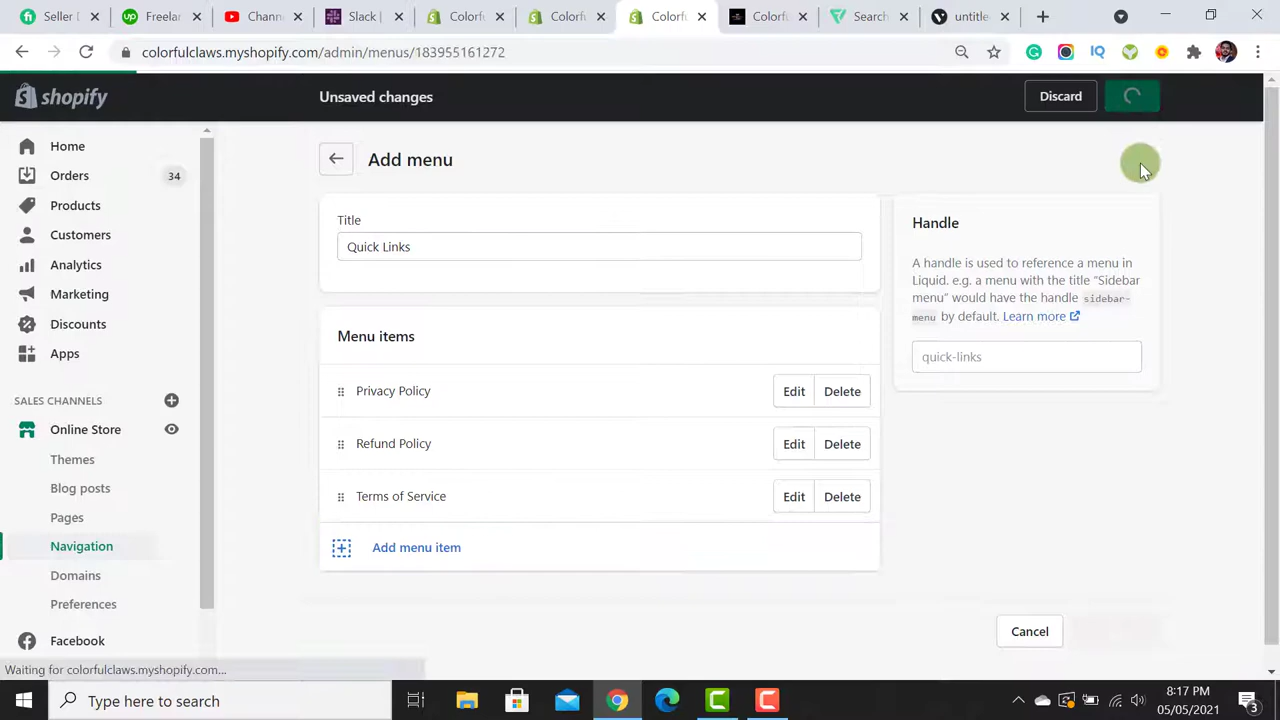 Seller D
Freelan
Chann
Slack |
Colorf
Colorfu
Colorf
Colorfu
Search
untitle
colorfulclaws.myshopify.com/admin/menus/183955161272
shopify
Unsaved changes
Discard
Home
Orders 34
Products
Customers
Analytics
Marketing
Discounts
Apps
SALES CHANNELS
Online Store
Themes
Blog posts
Pages
Navigation
Domains
Preferences
Facebook
Add menu
Title
Quick Links
Menu items
Privacy Policy Edit Delete
Refund Policy Edit Delete
Terms of Service Edit Delete
Add menu item
Handle
A handle is used to reference a menu in
Liquid. e.g. a menu with the title “Sidebar
menu” would have the handle sidebar-
menu by default. Learn more
quick-links
Cancel
Waiting for colorfulclaws.myshopify.com...
Type here to search
8:17 PM
05/05/2021
3